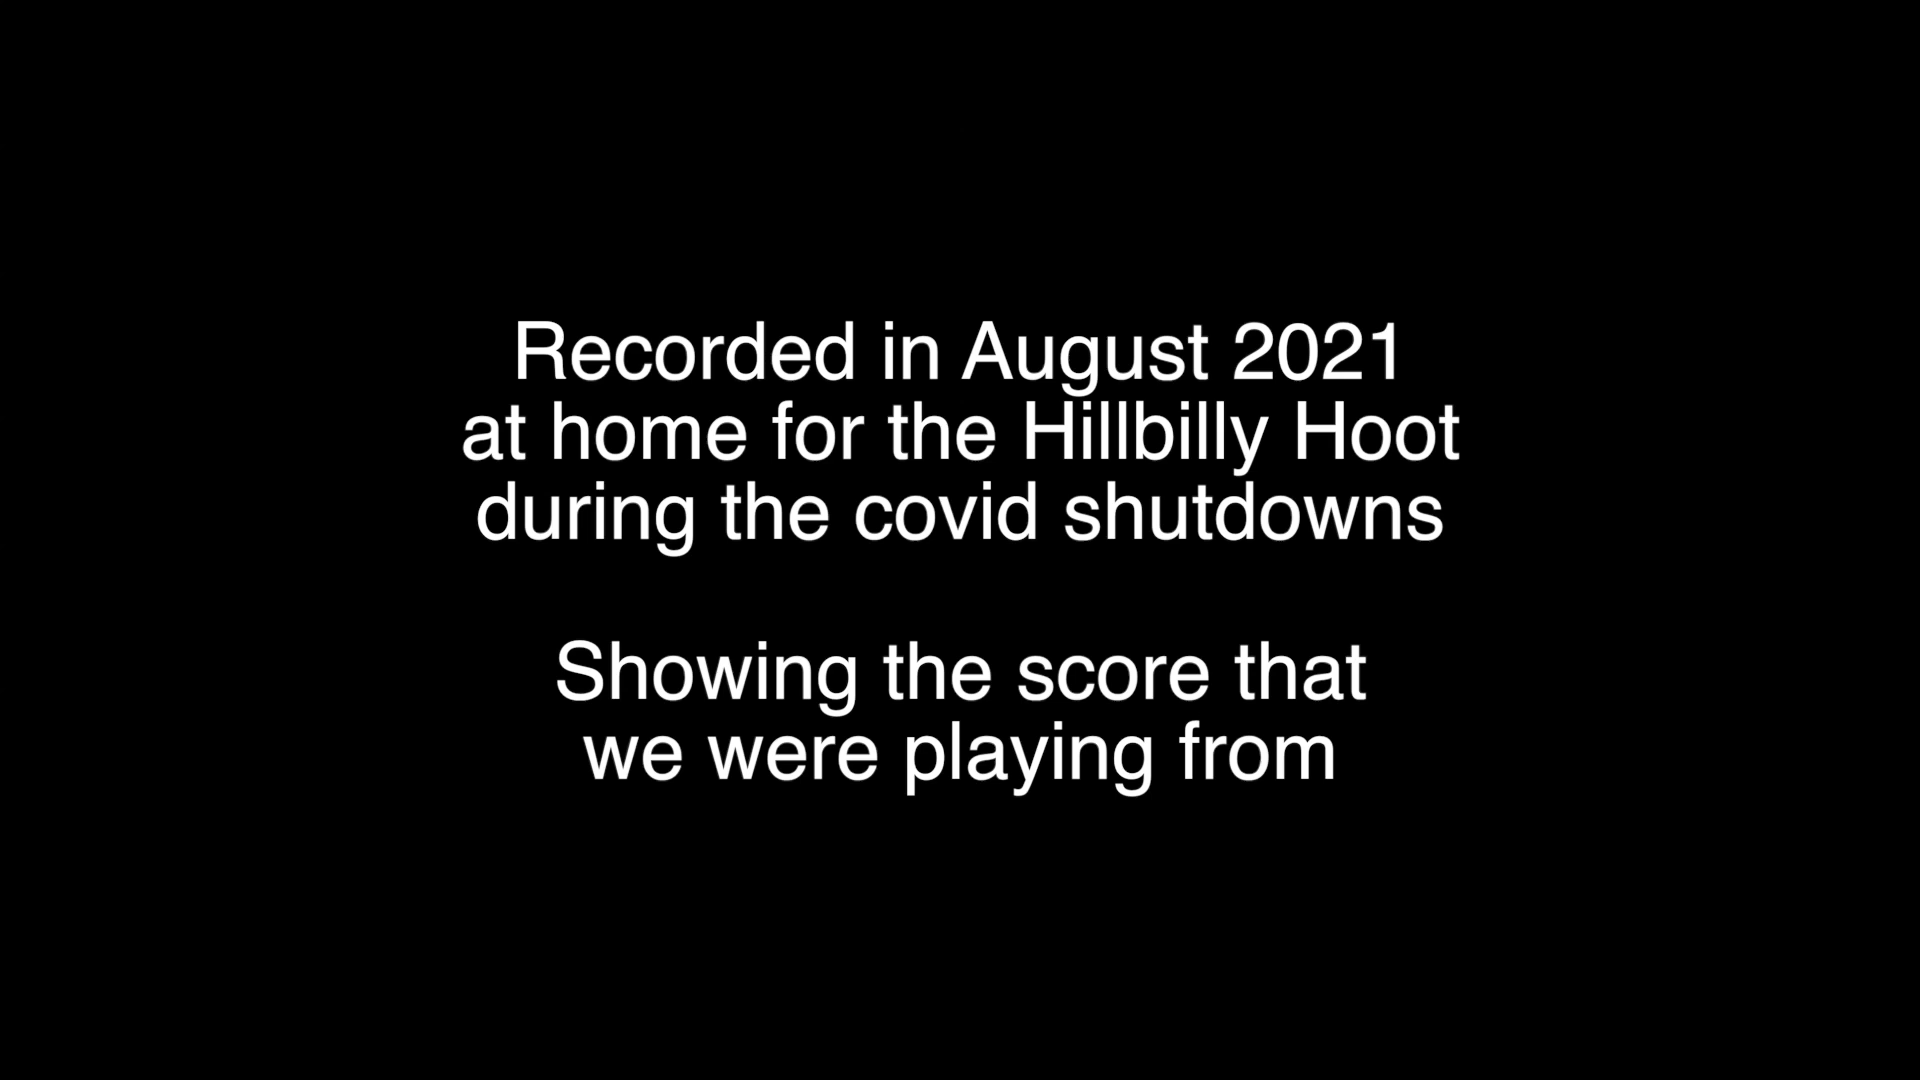 Recorded in August 2021
at home for the Hillbilly Hoot
during the covid shutdowns
Showing the score that
we were playing from